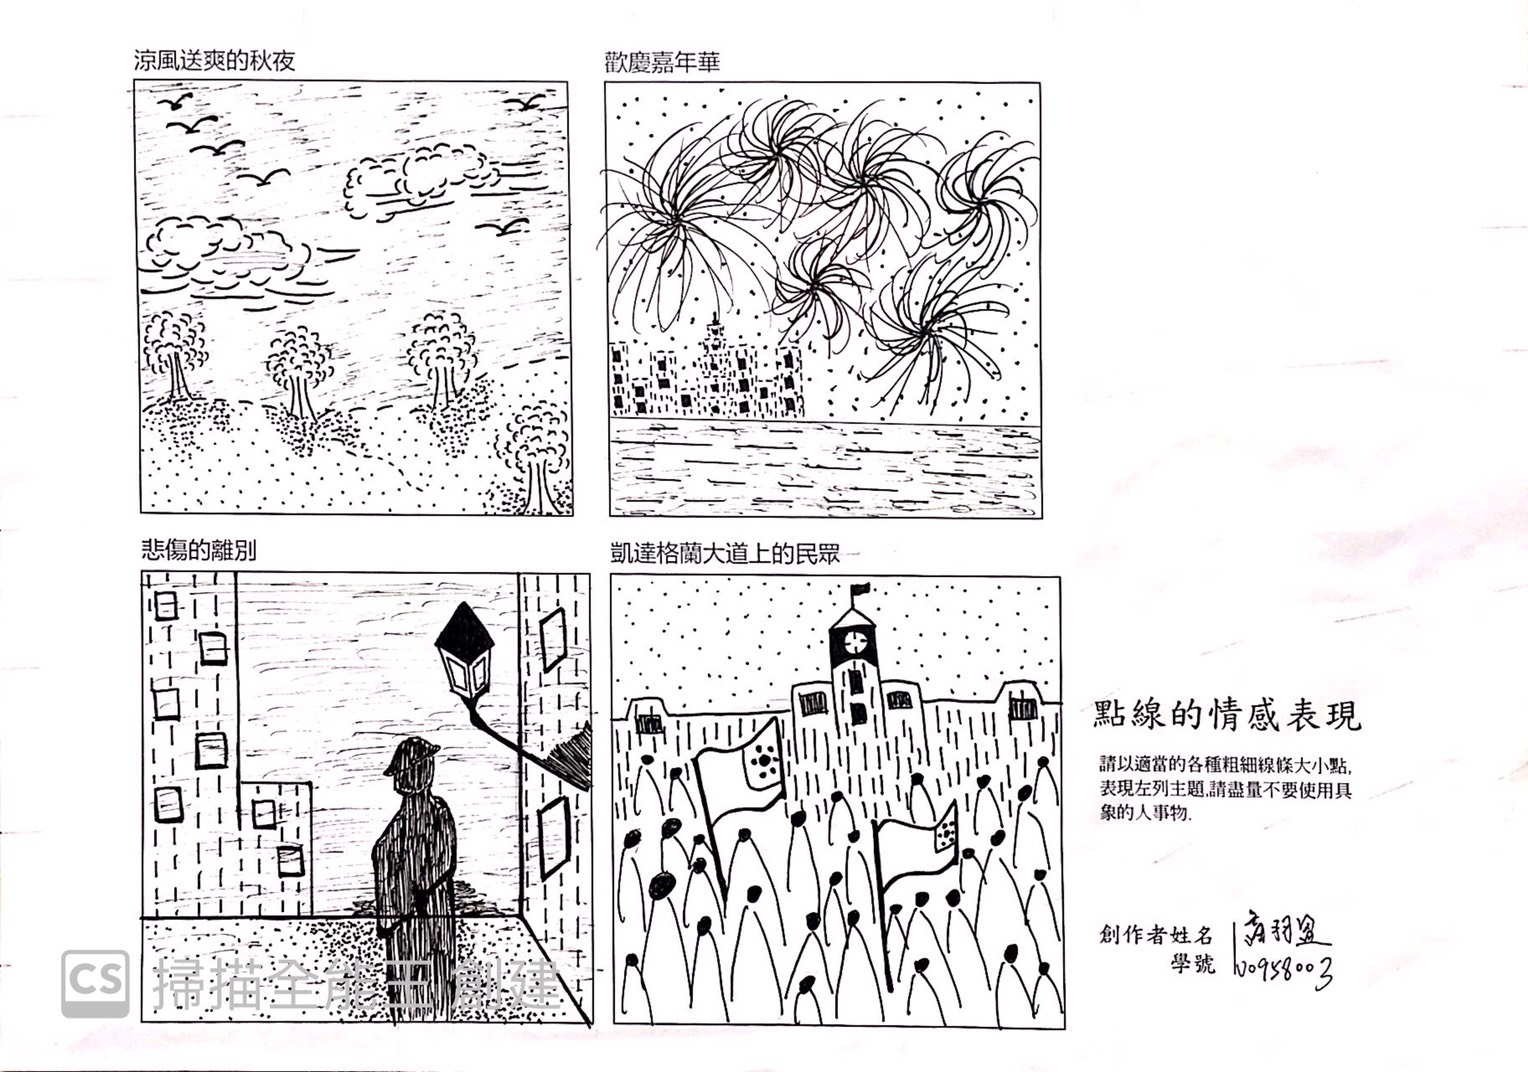 涼風送爽的秋夜
歡慶嘉年華
悲傷的離別
凱達格蘭大道上的民眾
點線的情感表現
請以適當的各種粗細線條大小點,
表現左列主題,請盡量不要使用具
象的人事物.
創作者姓名
學號
CS 掃描全能王 創建